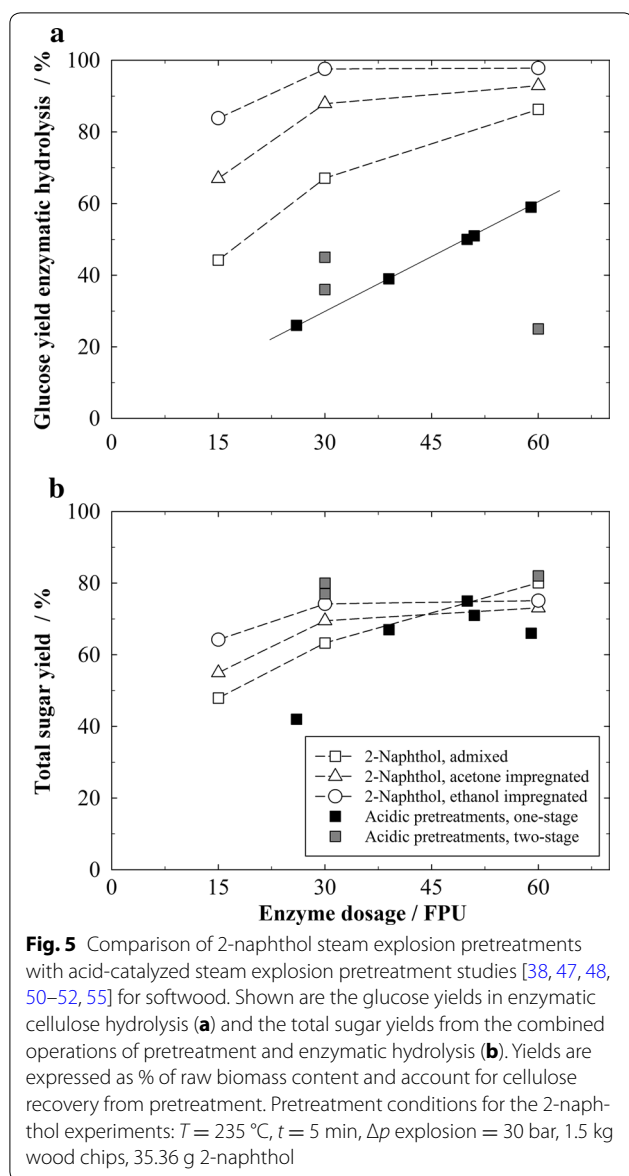 a
Glucose yield enzymatic hydrolysis / %
100
80
60
40
20
0
0 15 30 45 60
b
Total sugar yield / %
100
80
60
40
20
0
2-Naphthol, admixed
2-Naphthol, acetone impregnated
2-Naphthol, ethanol impregnated
Acidic pretreatments, one-stage
Acidic pretreatments, two-stage
0 15 30 45 60
Enzyme dosage / FPU
Fig. 5 Comparison of 2-naphthol steam explosion pretreatments
with acid-catalyzed steam explosion pretreatment studies [38, 47, 48,
50–52, 55] for softwood. Shown are the glucose yields in enzymatic
cellulose hydrolysis (a) and the total sugar yields from the combined
operations of pretreatment and enzymatic hydrolysis (b). Yields are
expressed as % of raw biomass content and account for cellulose
recovery from pretreatment. Pretreatment conditions for the 2-naph-
thol experiments: T = 235 °C, t = 5 min, Δp explosion = 30 bar, 1.5 kg
wood chips, 35.36 g 2-naphthol